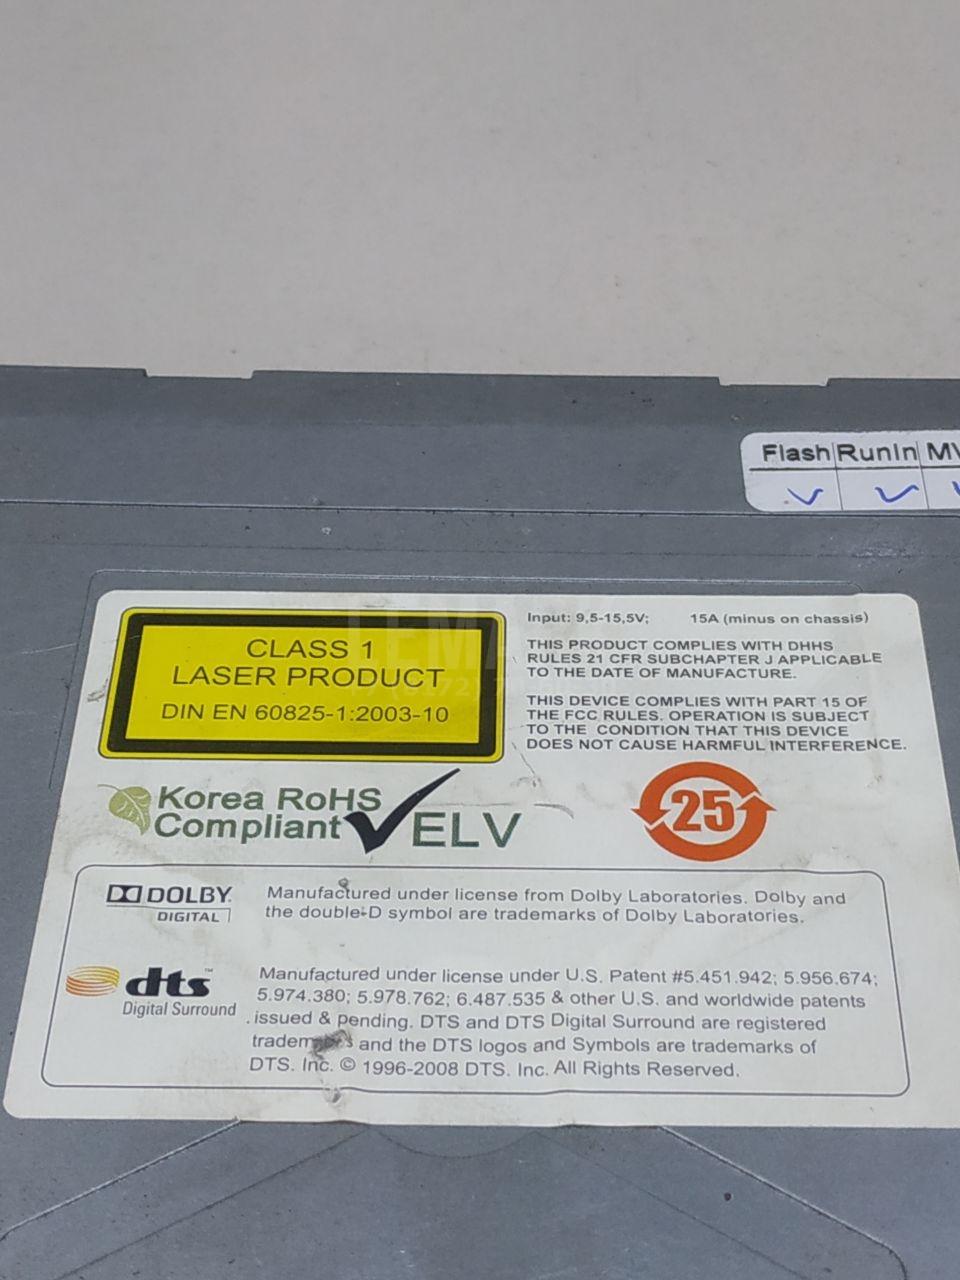 Flash RunIn
CLASS 1
LASER PRODUCT
DIN EN 60825-1:2003-10
Input: 9,5-15,5V; 15A (minus on chassis)
THIS PRODUCT COMPLIES WITH DHHS
RULES 21 CFR SUBCHAPTER J APPLICABLE
TO THE DATE OF MANUFACTURE.
THIS DEVICE COMPLIES WITH PART 15 OF
THE FCC RULES. OPERATION IS SUBJECT
TO THE CONDITION THAT THIS DEVICE
DOES NOT CAUSE HARMFUL INTERFERENCE.
Korea RoHS
Compliant
ELV
25
DOLBY
DIGITAL
Manufactured under license from Dolby Laboratories. Dolby and
the double-D symbol are trademarks of Dolby Laboratories.
dts™
Digital Surround
Manufactured under license under U.S. Patent #5.451.942; 5.956.674;
5.974.380; 5.978.762; 6.487.535 & other U.S. and worldwide patents
issued & pending. DTS and DTS Digital Surround are registered
and the DTS logos and Symbols are trademarks of
DTS. Inc. © 1996-2008 DTS. Inc. All Rights Reserved.